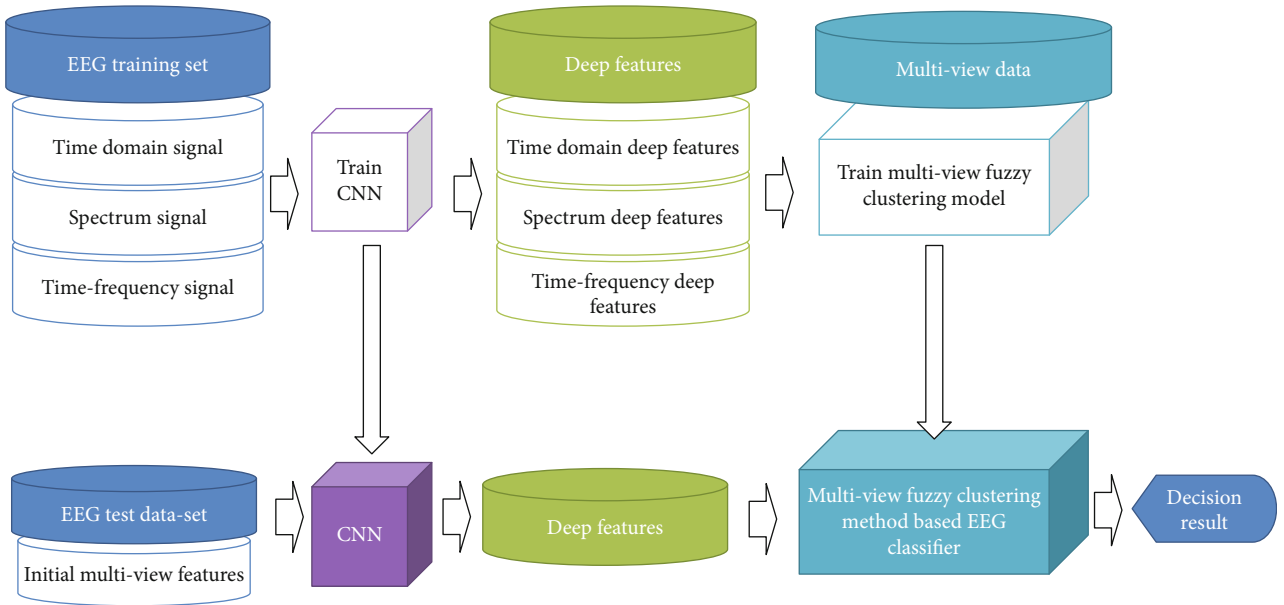 EEG training set
Time domain signal
Spectrum signal
Time-frequency signal
Train
CNN
Deep features
Time domain deep features
Spectrum deep features
Time-frequency deep
features
Multi-view data
Train multi-view fuzzy
clustering model
EEG test data-set
Initial multi-view features
CNN
Deep features
Multi-view fuzzy clustering
method based EEG
classifier
Decision
result